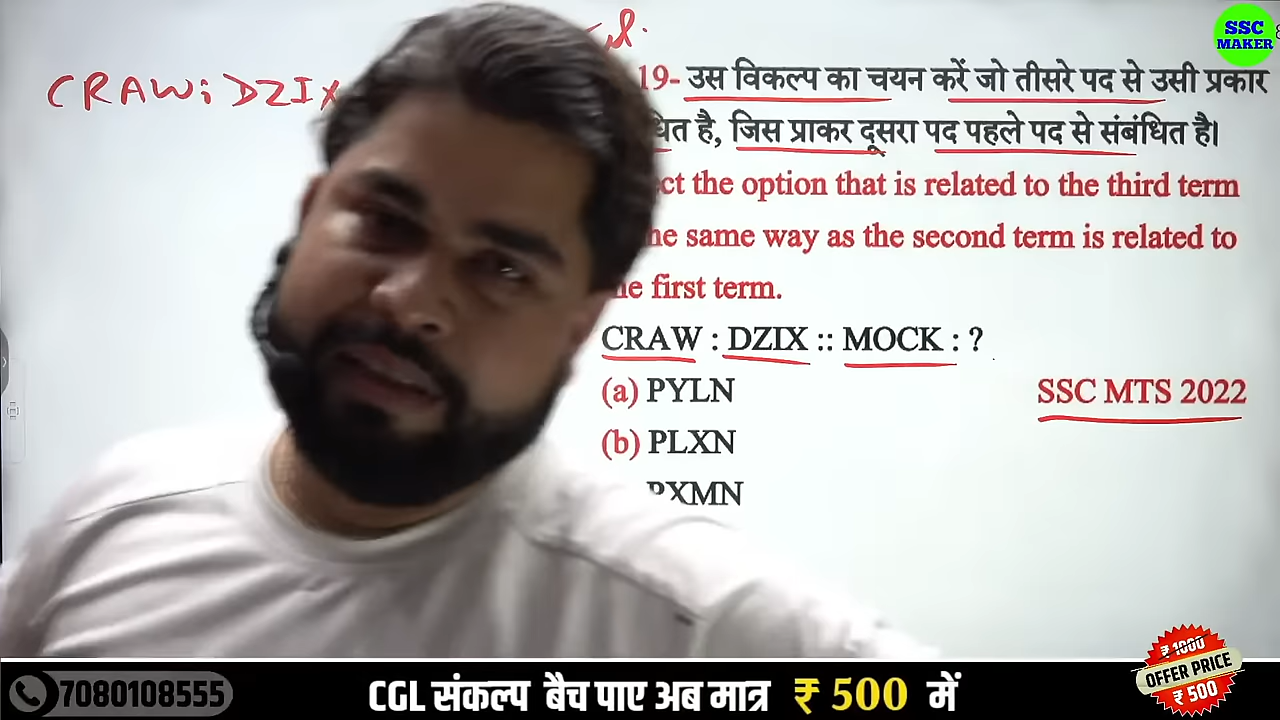 SSC
MAKER
CRAW: DZIX
19- उस विकल्प का चयन करें जो तीसरे पद से उसी प्रकार
है, जिस प्राकर दूसरा पद पहले पद से संबंधित है।
the option that is related to the third term
same way as the second term is related to
first term.
CRAW : DZIX :: MOCK : ?
(a) PYLN
SSC MTS 2022
(b) PLXN
PXMN
7080108555
CGL संकल्प बैच पाए अब मात्र ₹ 500 में
₹ 1000
OFFER PRICE
₹ 500